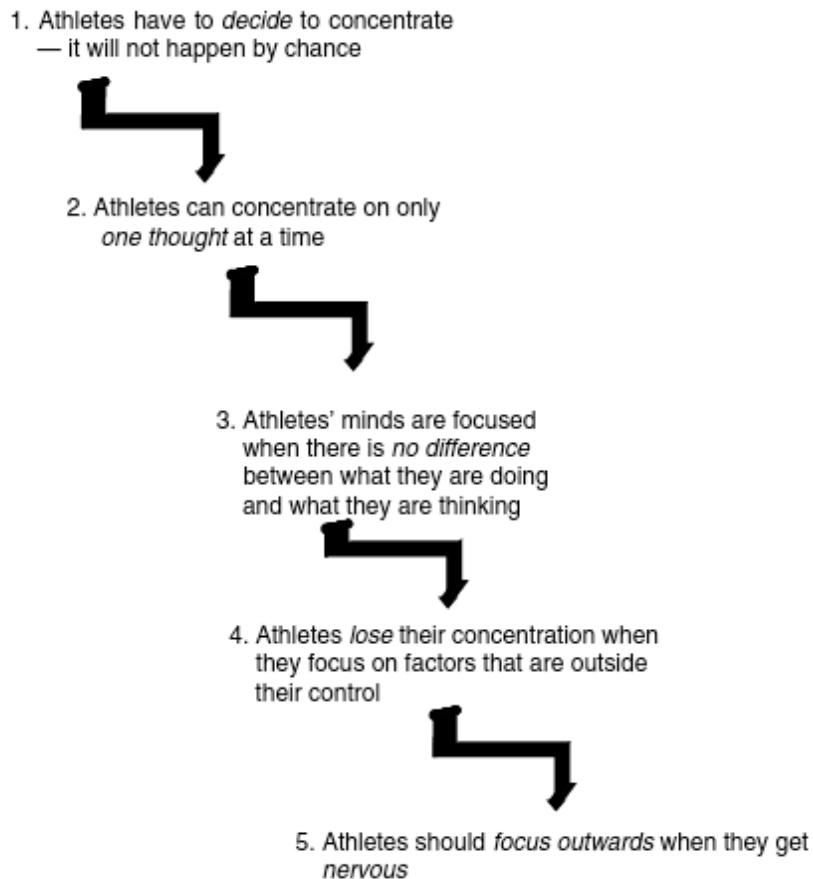 1. Athletes have to decide to concentrate
— it will not happen by chance
2. Athletes can concentrate on only
one thought at a time
3. Athletes’ minds are focused
when there is no difference
between what they are doing
and what they are thinking
4. Athletes lose their concentration when
they focus on factors that are outside
their control
5. Athletes should focus outwards when they get
nervous